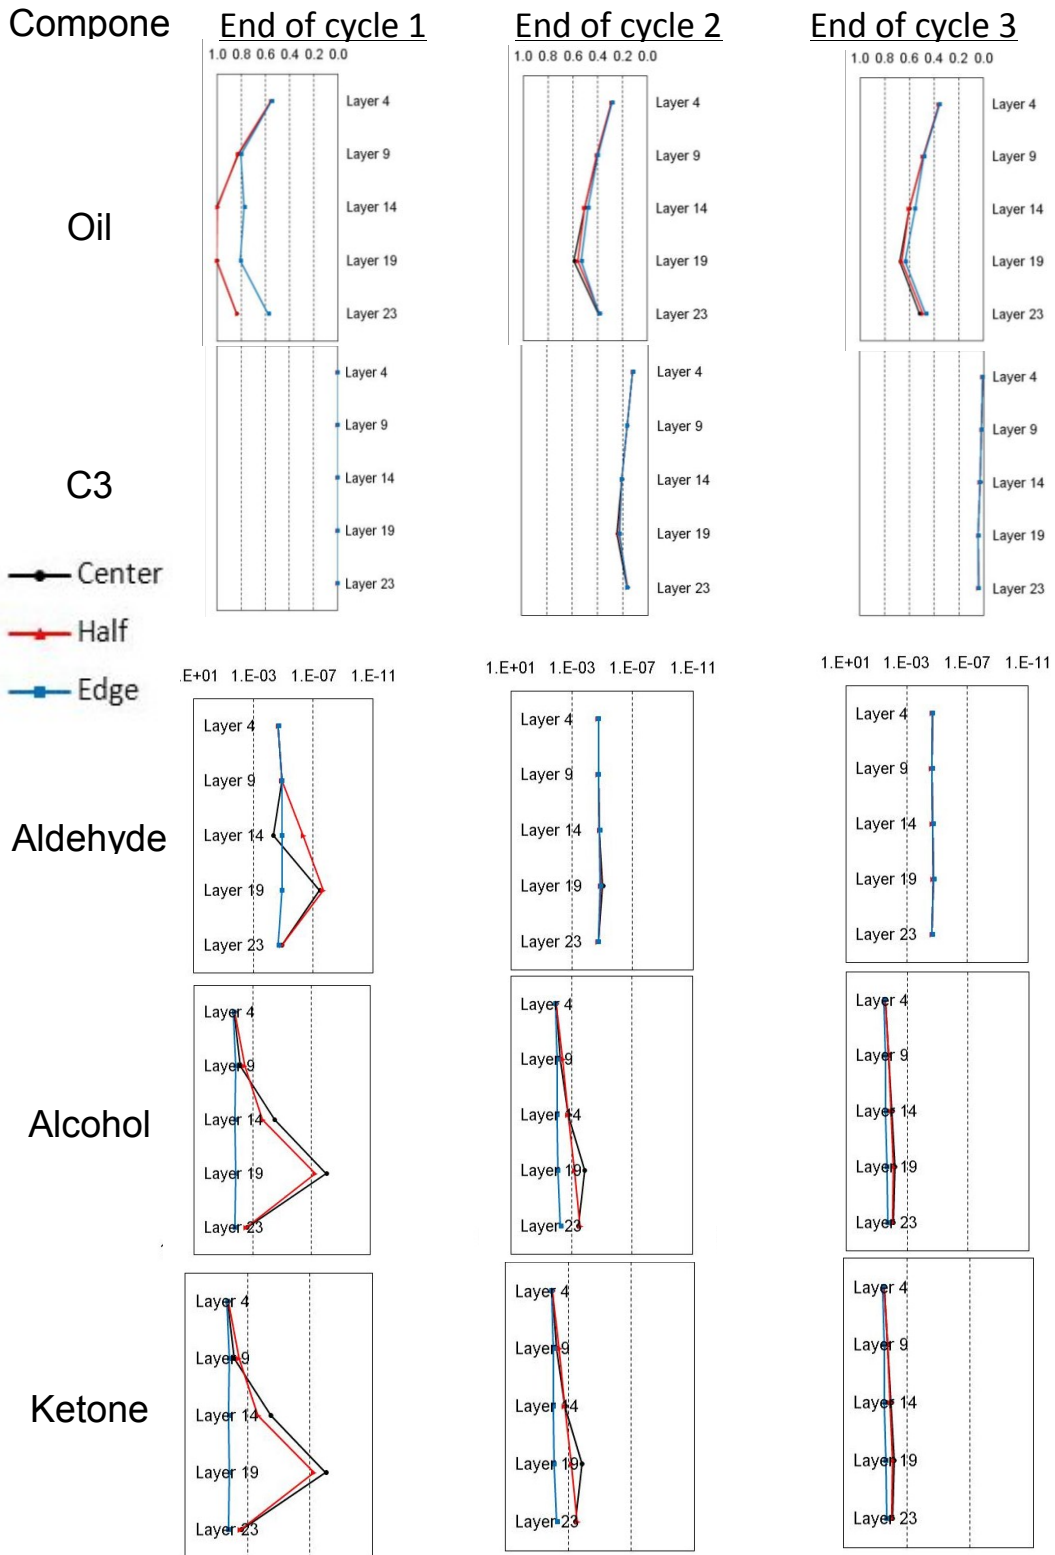 Compone End of cycle 1 End of cycle 2 End of cycle 3
1.0 0.8 0.6 0.4 0.2 0.0 1.0 0.8 0.6 0.4 0.2 0.0 1.0 0.8 0.6 0.4 0.2 0.0
Layer 4 Layer 4 Layer 4
Layer 9 Layer 9 Layer 9
Oil Layer 14 Layer 14 Layer 14
Layer 19 Layer 19 Layer 19
Layer 23 Layer 23 Layer 23
Layer 4 Layer 4 Layer 4
Layer 9 Layer 9 Layer 9
C3 Layer 14 Layer 14 Layer 14
Layer 19 Layer 19 Layer 19
Center Layer 23 Layer 23 Layer 23
Half
Edge .E+01 1.E-03 1.E-07 1.E-11 1.E+01 1.E-03 1.E-07 1.E-11 1.E+01 1.E-03 1.E-07 1.E-11
Layer 4 Layer 4 Layer 4
Layer 9 Layer 9 Layer 9
Aldehyde Layer 14 Layer 14 Layer 14
Layer 19 Layer 19 Layer 19
Layer 23 Layer 23 Layer 23
Layer 4 Layer 4 Layer 4
Layer 9 Layer 9 Layer 9
Alcohol Layer 14 Layer 14 Layer 14
Layer 19 Layer 19 Layer 19
Layer 23 Layer 23 Layer 23
Layer 4 Layer 4 Layer 4
Layer 9 Layer 9 Layer 9
Ketone Layer 14 Layer 14 Layer 14
Layer 19 Layer 19 Layer 19
Layer 23 Layer 23 Layer 23